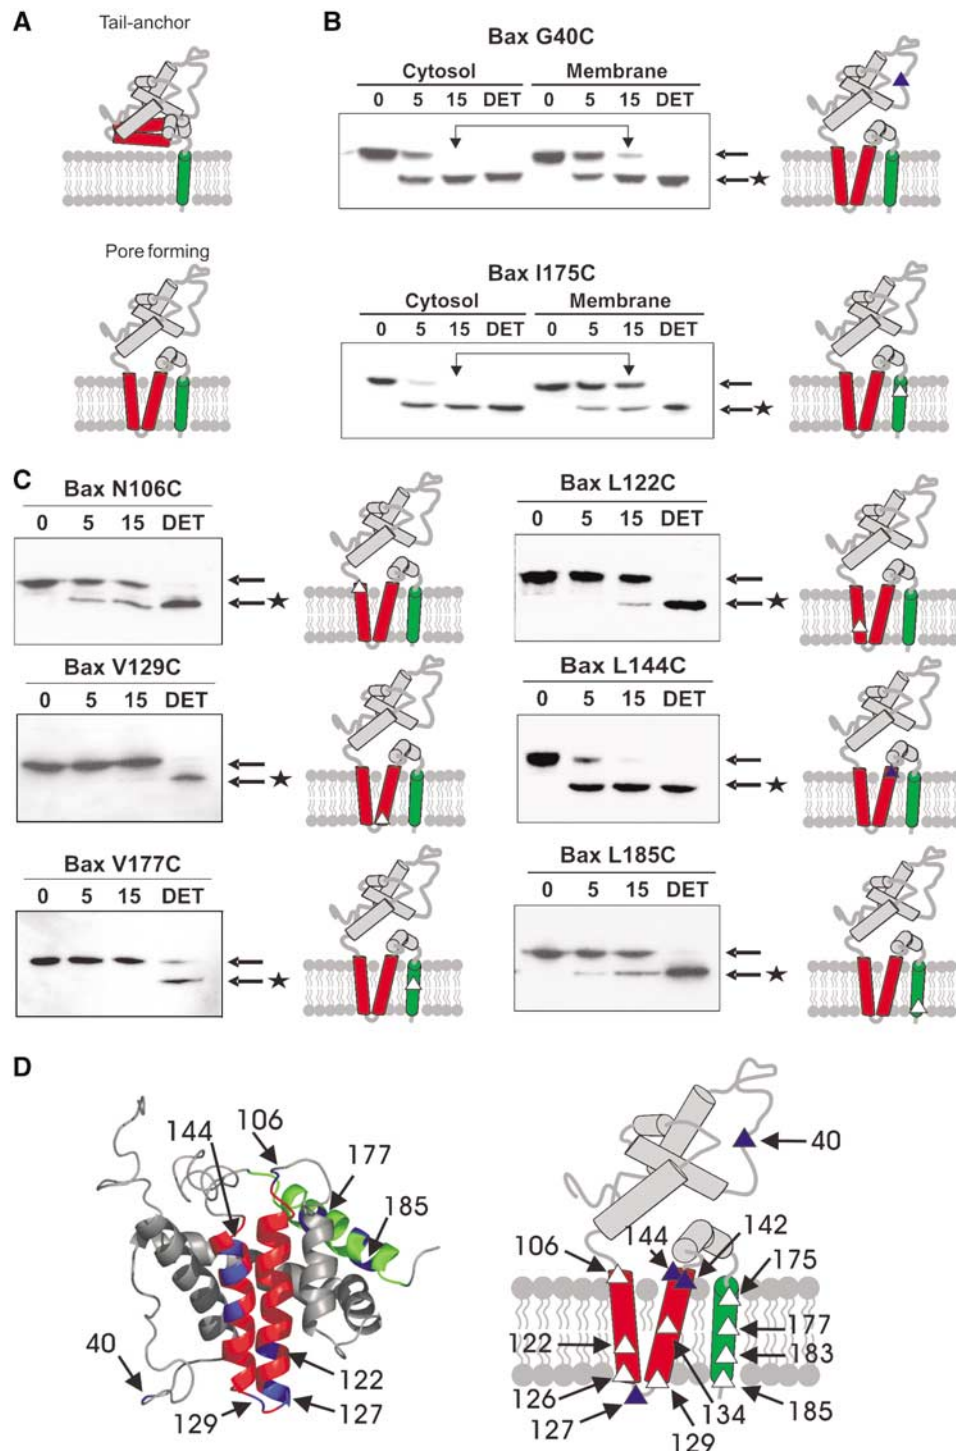 A
Tail-anchor
Pore forming
B
Bax G40C
Cytosol Membrane
0 5 15 DET 0 5 15 DET
★
Bax I175C
Cytosol Membrane
0 5 15 DET 0 5 15 DET
★
C
Bax N106C
0 5 15 DET
★
Bax L122C
0 5 15 DET
★
Bax V129C
0 5 15 DET
★
Bax L144C
0 5 15 DET
★
Bax V177C
0 5 15 DET
★
Bax L185C
0 5 15 DET
★
D
106
144
177
185
40
122
129
127
40
144
142
106
175
177
122
183
126
134
185
127
129